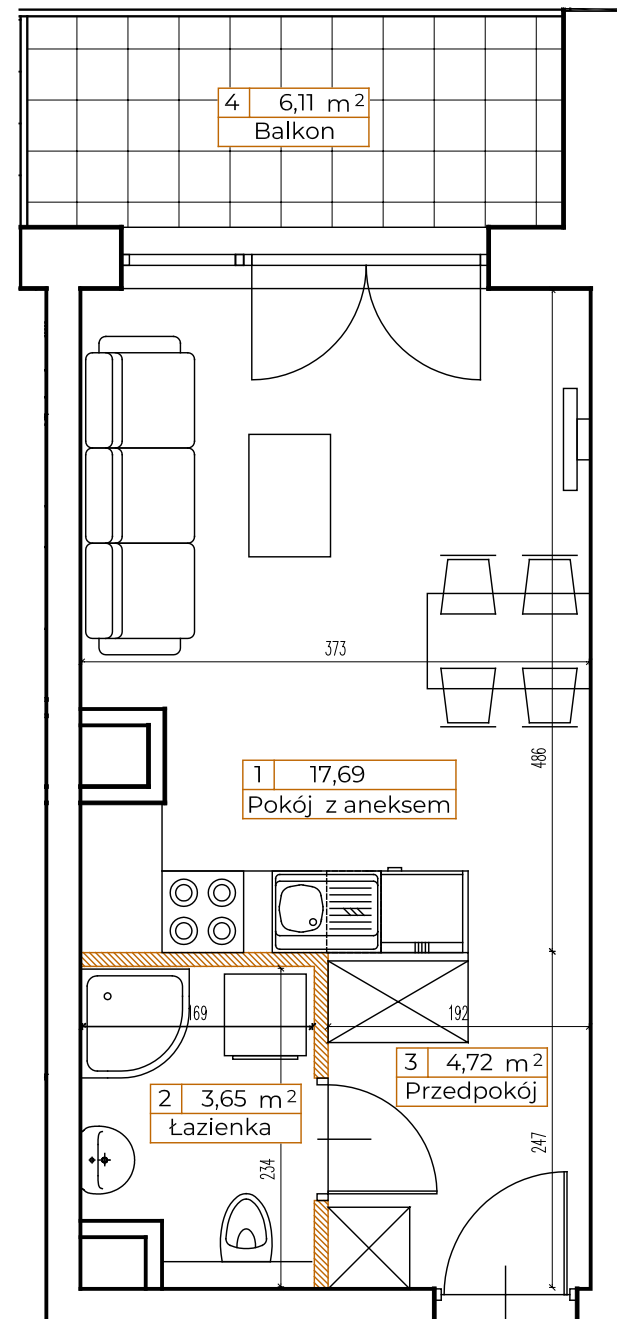 4 6,11 m²
Balkon
373
486
1 17,69
Pokój z aneksem
169
192
3 4,72 m²
Przedpokój
2 3,65 m²
Łazienka
247
234